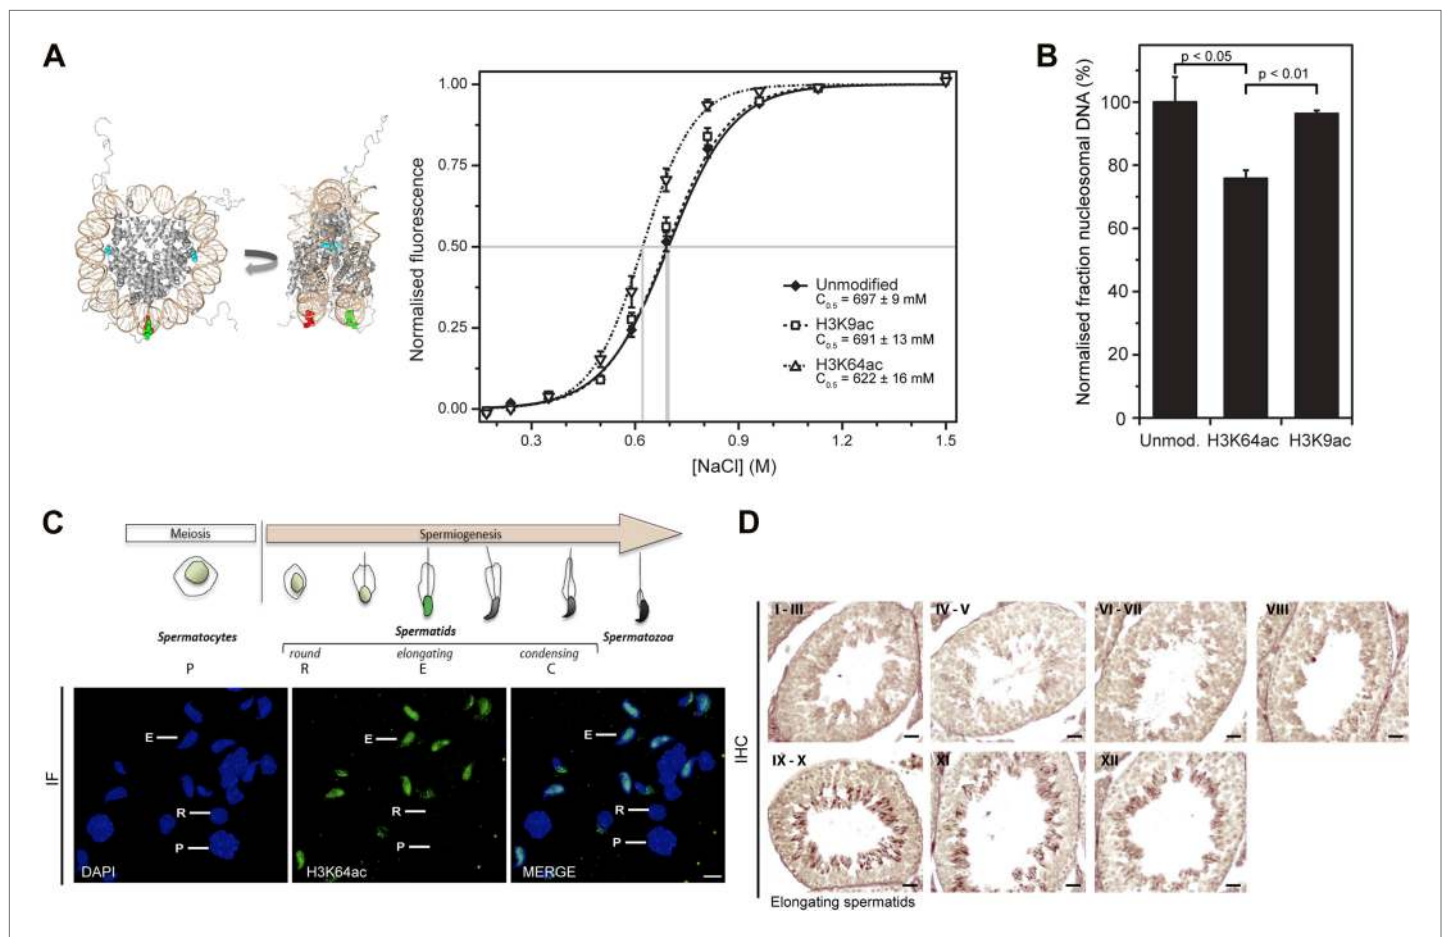 A
1.00
0.75
0.50
0.25
0.00
Normalised fluorescence
0.3
0.6
0.9
1.2
1.5
[NaCl] (M)
Unmodified
C0.5 = 697 ± 9 mM
H3K9ac
C0.5 = 691 ± 13 mM
H3K64ac
C0.5 = 622 ± 16 mM
B
p < 0.05
p < 0.01
Normalised fraction nucleosomal DNA (%)
100
80
60
40
20
0
Unmod. H3K64ac H3K9ac
C
Meiosis
Spermiogenesis
Spermatocytes
Spermatids
Spermatozoa
round
elongating
condensing
P
R
E
C
IF
E
R
P
DAPI
E
R
P
H3K64ac
E
R
P
MERGE
D
IHC
I - III
IV - V
VI - VII
VIII
IX - X
XI
XII
Elongating spermatids